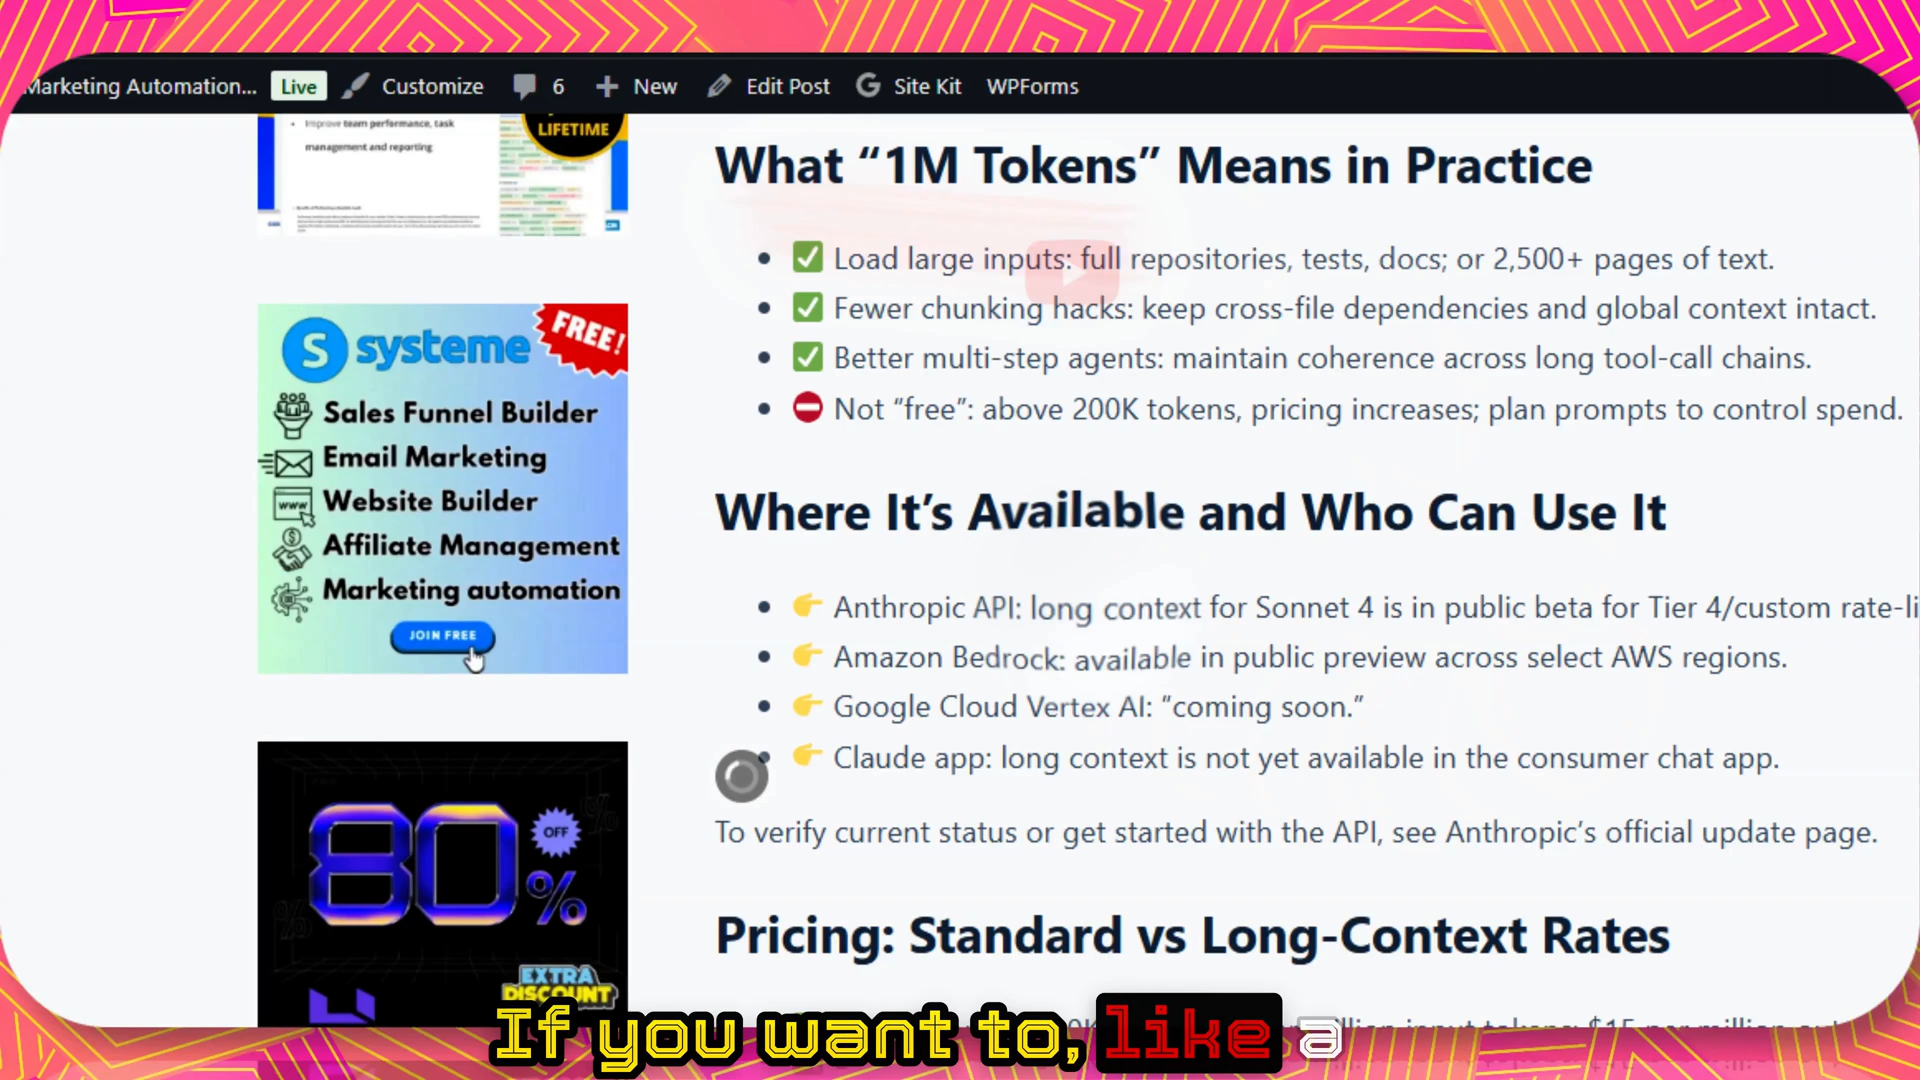 Marketing Automation... Live Customize 6 New Edit Post Site Kit WPForms
Improve team performance, task
management and reporting
LIFETIME
What “1M Tokens” Means in Practice
Load large inputs: full repositories, tests, docs; or 2,500+ pages of text.
Fewer chunking hacks: keep cross-file dependencies and global context intact.
Better multi-step agents: maintain coherence across long tool-call chains.
Not “free”: above 200K tokens, pricing increases; plan prompts to control spend.
S systeme FREE!
Sales Funnel Builder
Email Marketing
www Website Builder
Affiliate Management
Marketing automation
JOIN FREE
Where It’s Available and Who Can Use It
Anthropic API: long context for Sonnet 4 is in public beta for Tier 4/custom rate-li
Amazon Bedrock: available in public preview across select AWS regions.
Google Cloud Vertex AI: “coming soon.”
Claude app: long context is not yet available in the consumer chat app.
To verify current status or get started with the API, see Anthropic’s official update page.
80% OFF
EXTRA
DISCOUNT
Pricing: Standard vs Long-Context Rates
If you want to, like a